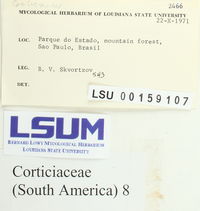 2466
MYCOLOGICAL HERBARIUM OF LOUISIANA STATE UNIVERSITY
22-X-1971
LOC. Parque do Estado, mountain forest,
Sao Paulo, Brasil
LEG. B. V. Skvortzov
543
DET.
LSU 00159107
LSUM
BERNARD LOWY MYCOLOGICAL HERBARIUM
LOUISIANA STATE UNIVERSITY
Corticiaceae
(South America) 8